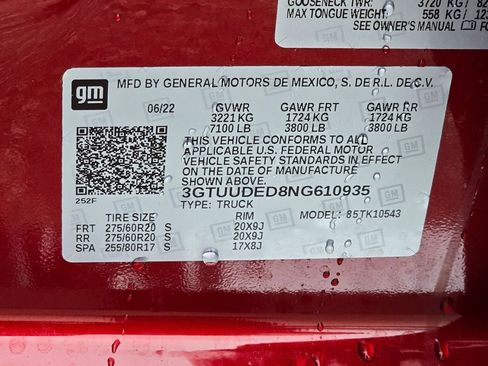 GOOSENECK TWR: 3720 KG/
MAX TONGUE WEIGHT: 558 KG/
SEE OWNER'S MANUAL
gm
MFD BY GENERAL MOTORS DE MEXICO, S. DE R.L. DE C.V.
06/22 GVWR GAWR FRT GAWR RR
3221 KG 1724 KG 1724 KG
7100 LB 3800 LB 3800 LB
THIS VEHICLE CONFORMS TO ALL
APPLICABLE U.S. FEDERAL MOTOR
VEHICLE SAFETY STANDARDS IN EFFECT
ON THE DATE OF MANUFACTURE
SHOWN ABOVE.
3GTUUDED8NG610935
252F
TYPE: TRUCK MODEL: 85TK10543
TIRE SIZE RIM
FRT 275/60R20 S 20X9J
RR 275/60R20 S 20X9J
SPA 255/80R17 S 17X8J